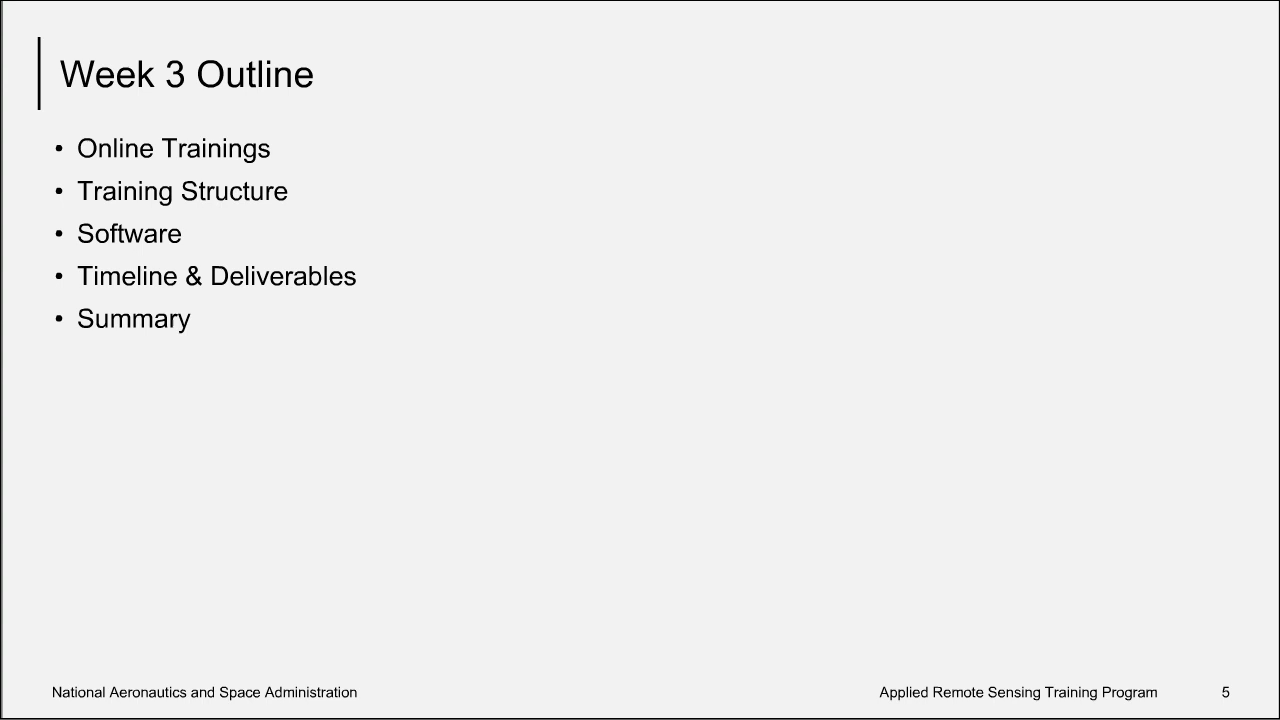 Week 3 Outline
• Online Trainings
• Training Structure
• Software
• Timeline & Deliverables
• Summary
National Aeronautics and Space Administration
Applied Remote Sensing Training Program
5